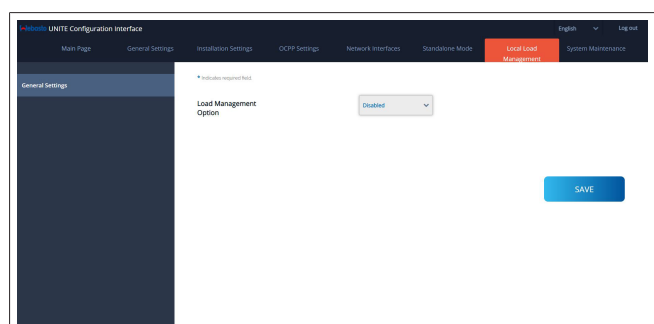 webasto UNITE Configuration Interface
English
Log out
Main Page
General Settings
Installation Settings
OCPP Settings
Network Interfaces
Standalone Mode
Local Load
Management
System Maintenance
General Settings
* Indicates required field.
Load Management
Option
Disabled
SAVE